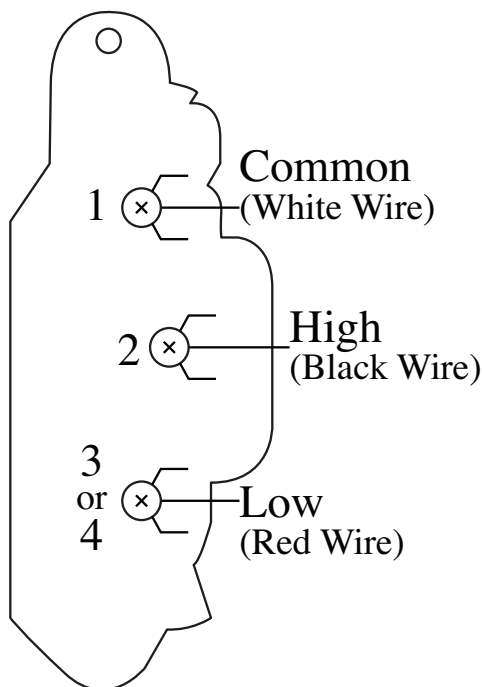 1
Common
(White Wire)
2
High
(Black Wire)
3
or
4
Low
(Red Wire)